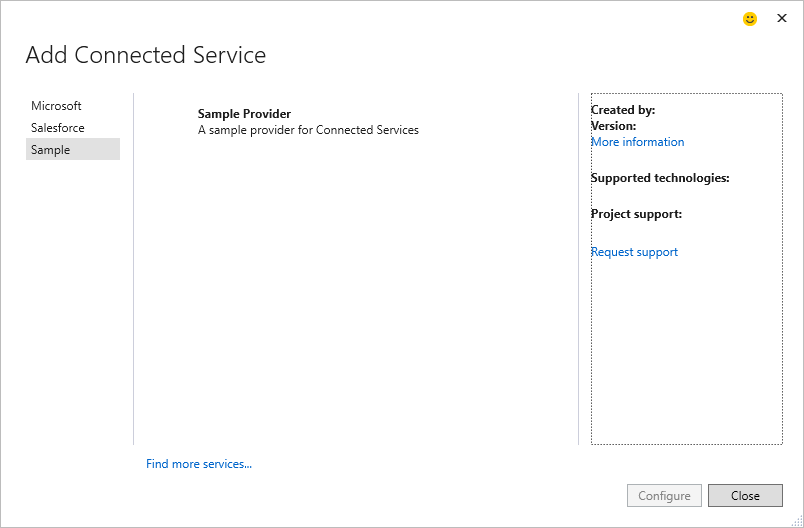 Add Connected Service
Microsoft
Salesforce
Sample
Sample Provider
A sample provider for Connected Services
Created by:
Version:
More information
Supported technologies:
Project support:
Request support
Find more services...
Configure
Close